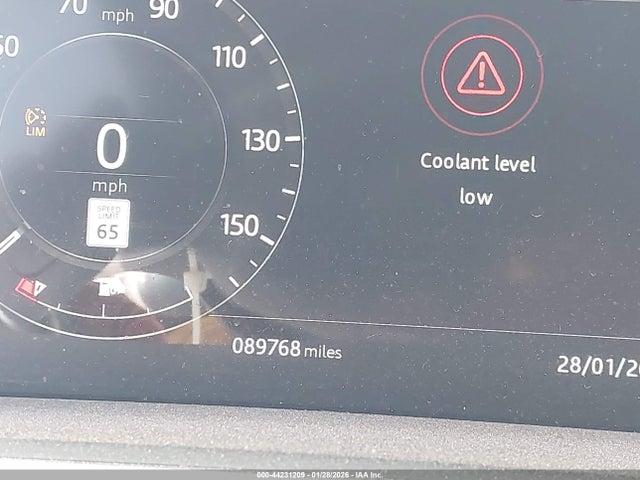 70 mph 90
110
130
150
LIM
0
mph
SPEED
LIMIT
65
Coolant level
low
089768 miles
28/01/20
000-44231209 - 01/28/2026 - IAA Inc.